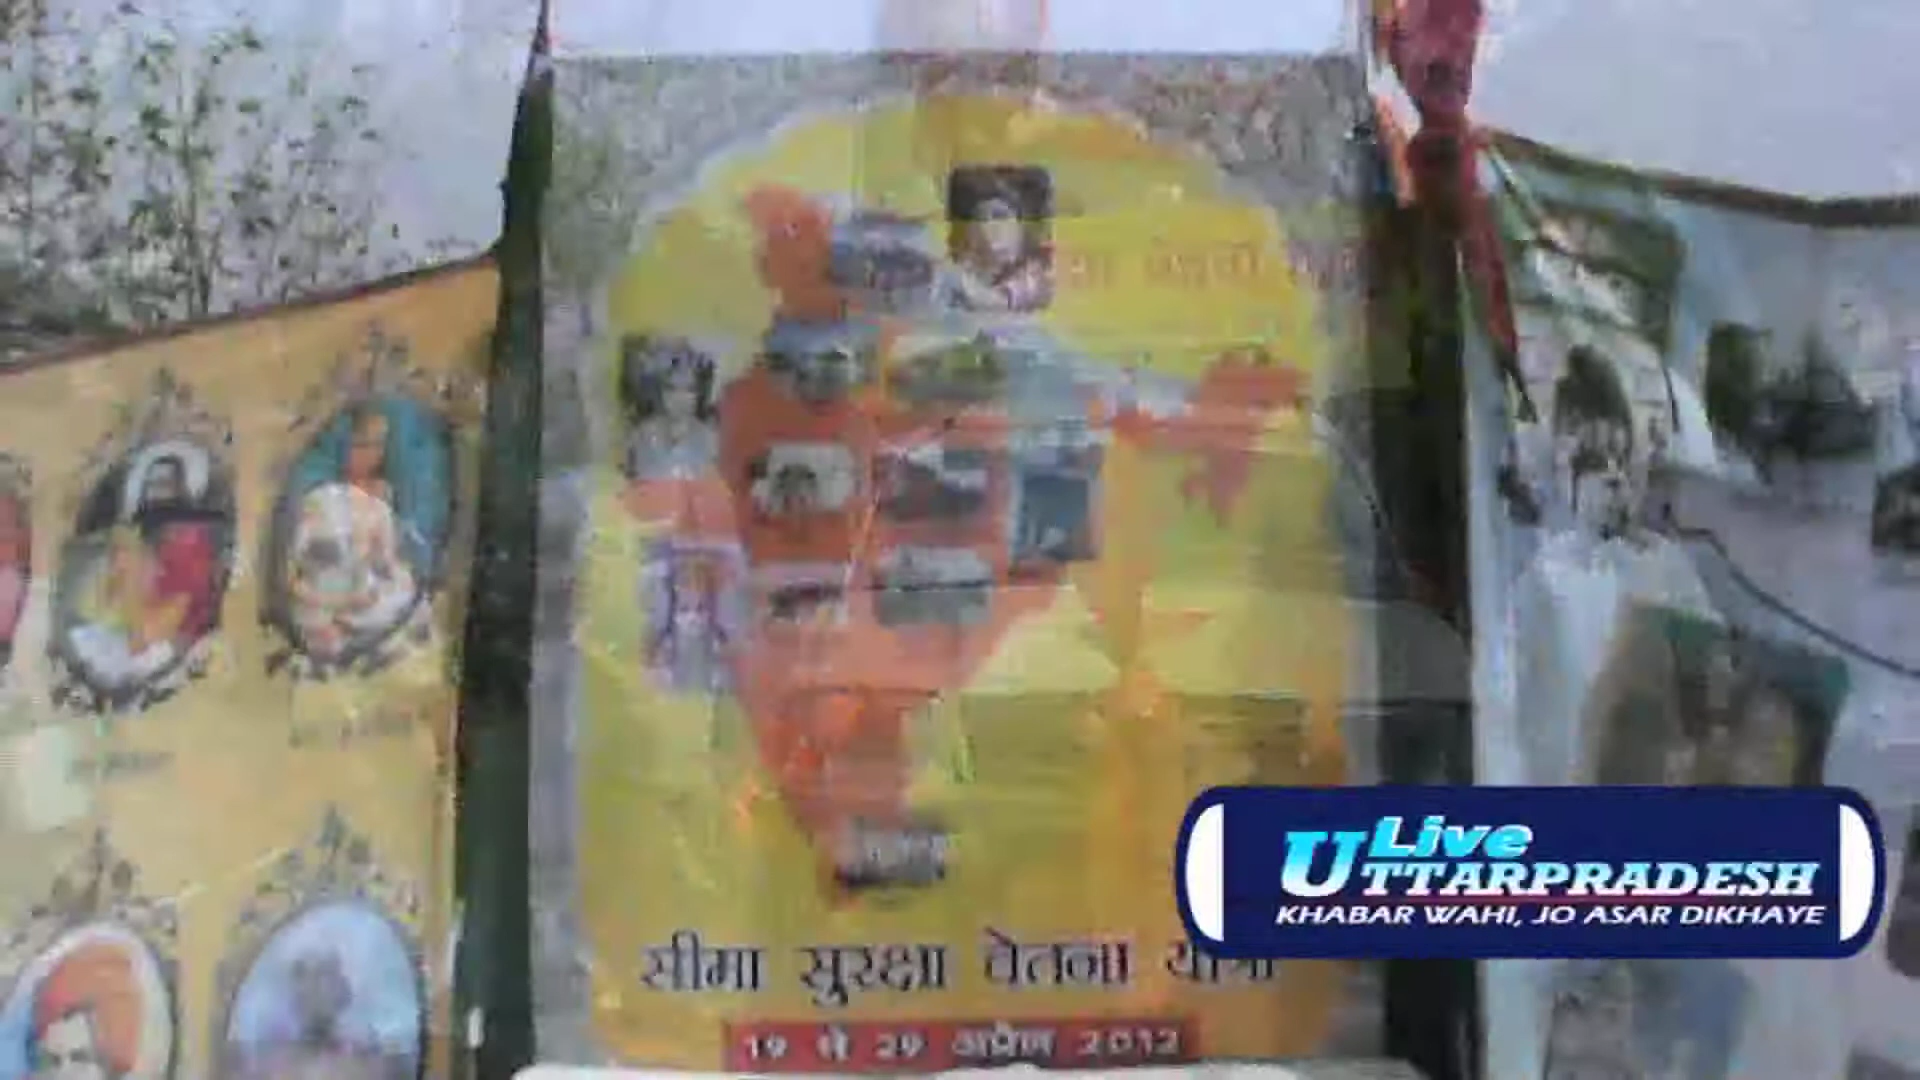 Live
UTTARPRADESH
KHABAR WAHI, JO ASAR DIKHAYE
सीमा सुरक्षा चेतना यात्रा
19 से 29 अप्रैल 2012